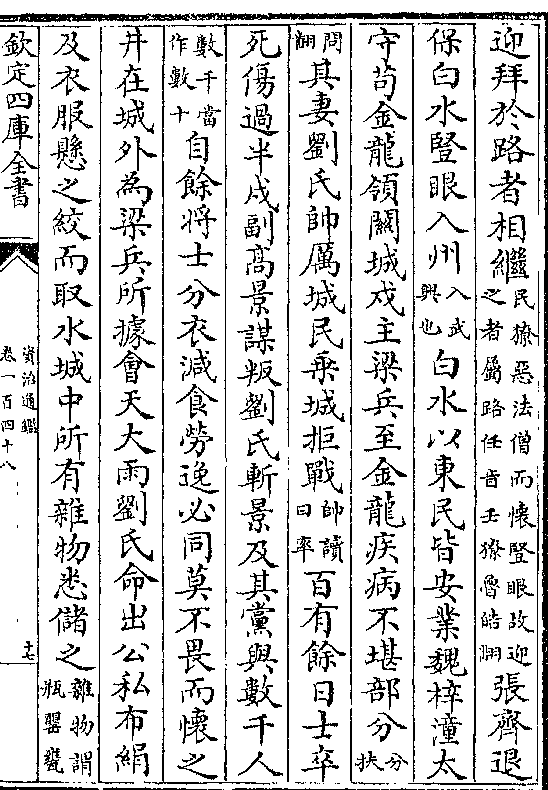 迎拜於路者相繼民獠惡法僧而懷豎眼故迎之者屬路任音壬獠魯皓翻張齊退
保白水豎眼入州入武興也白水以東民皆安業魏梓潼太
守苟金龍領關城戍主梁兵至金龍疾病不堪部分分扶
問翻其妻劉氏帥厲城民乘城拒戰帥讀曰率百有餘日士卒
死傷過半戍副高景謀叛劉氏斬景及其黨與數千人
數千當作數十自餘將士分衣減食勞逸必同莫不畏而懷之
井在城外為梁兵所據會天大雨劉氏命出公私布絹
及衣服懸之絞而取水城中所有雜物悉儲之雜物謂瓶罌甕
欽定四庫全書
資治通鑑
卷一百四十八
十七